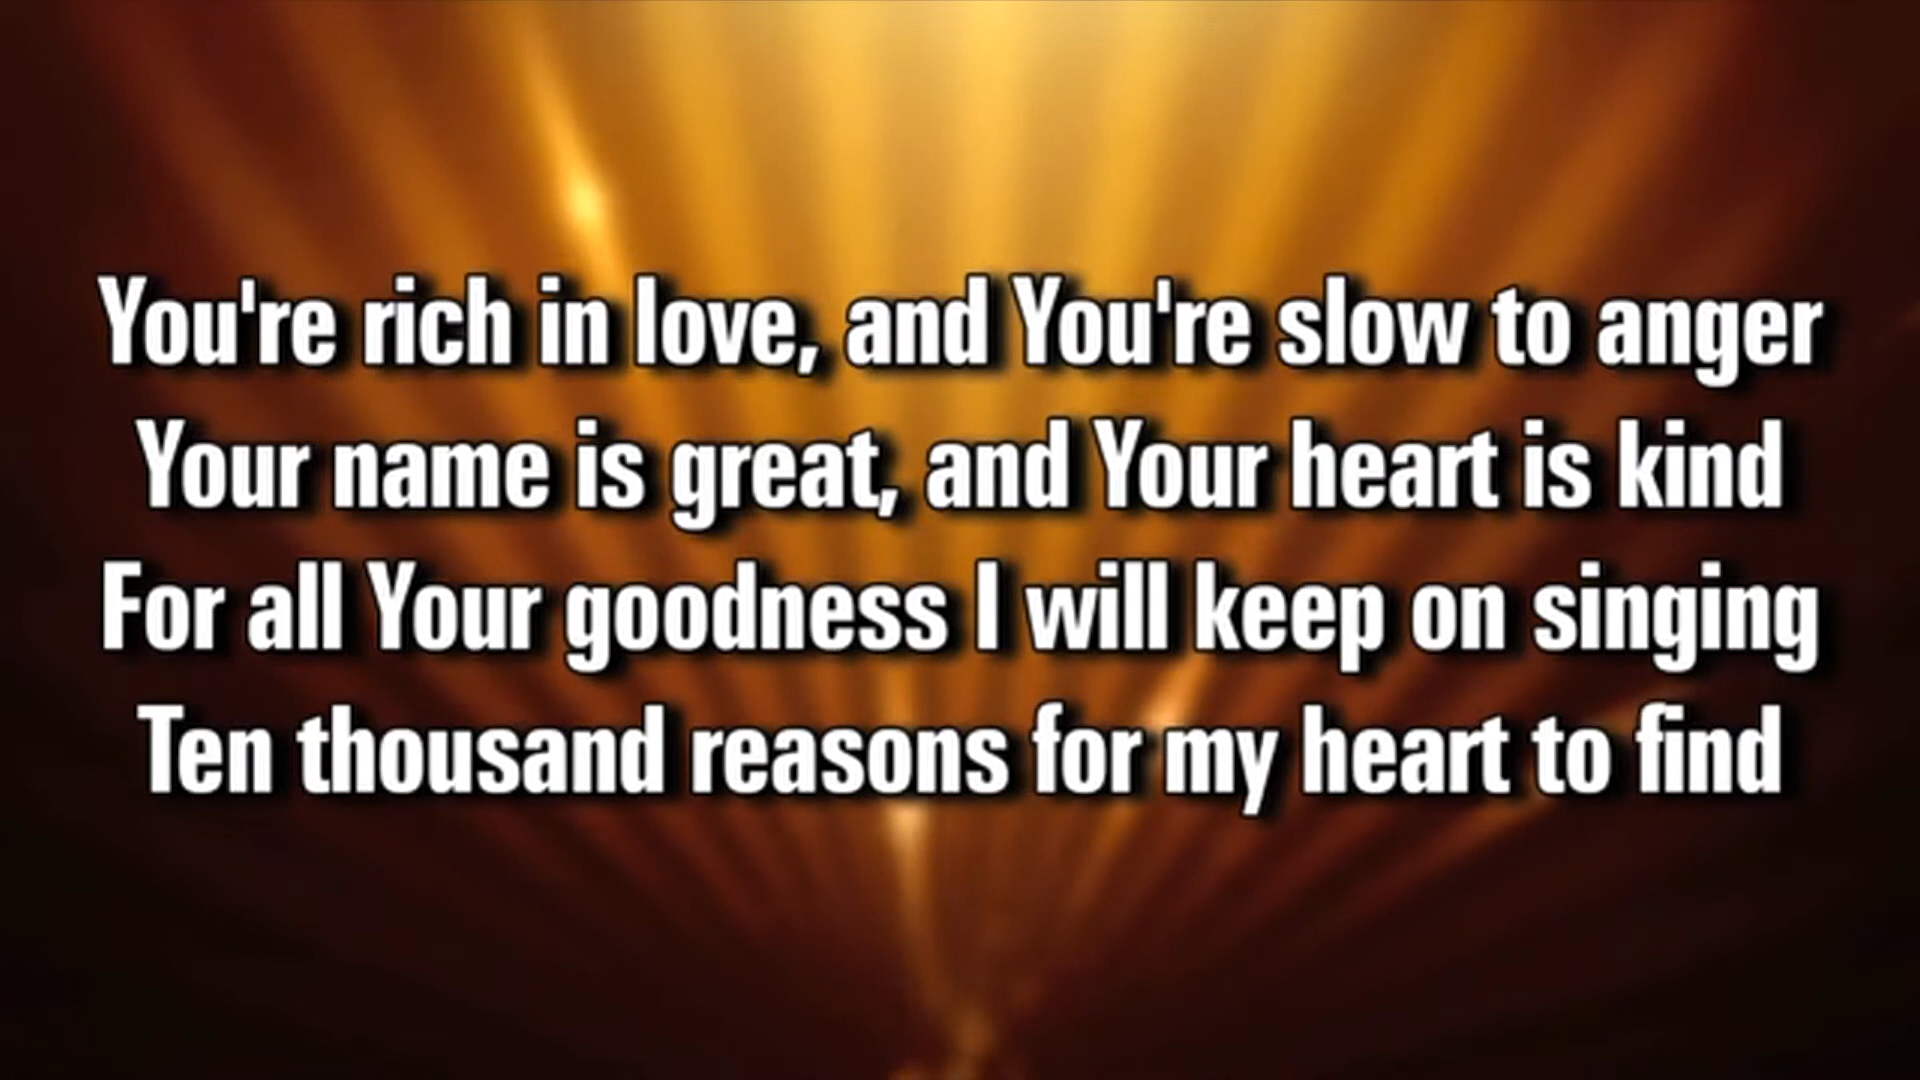 You're rich in love, and You're slow to anger
Your name is great, and Your heart is kind
For all Your goodness I will keep on singing
Ten thousand reasons for my heart to find